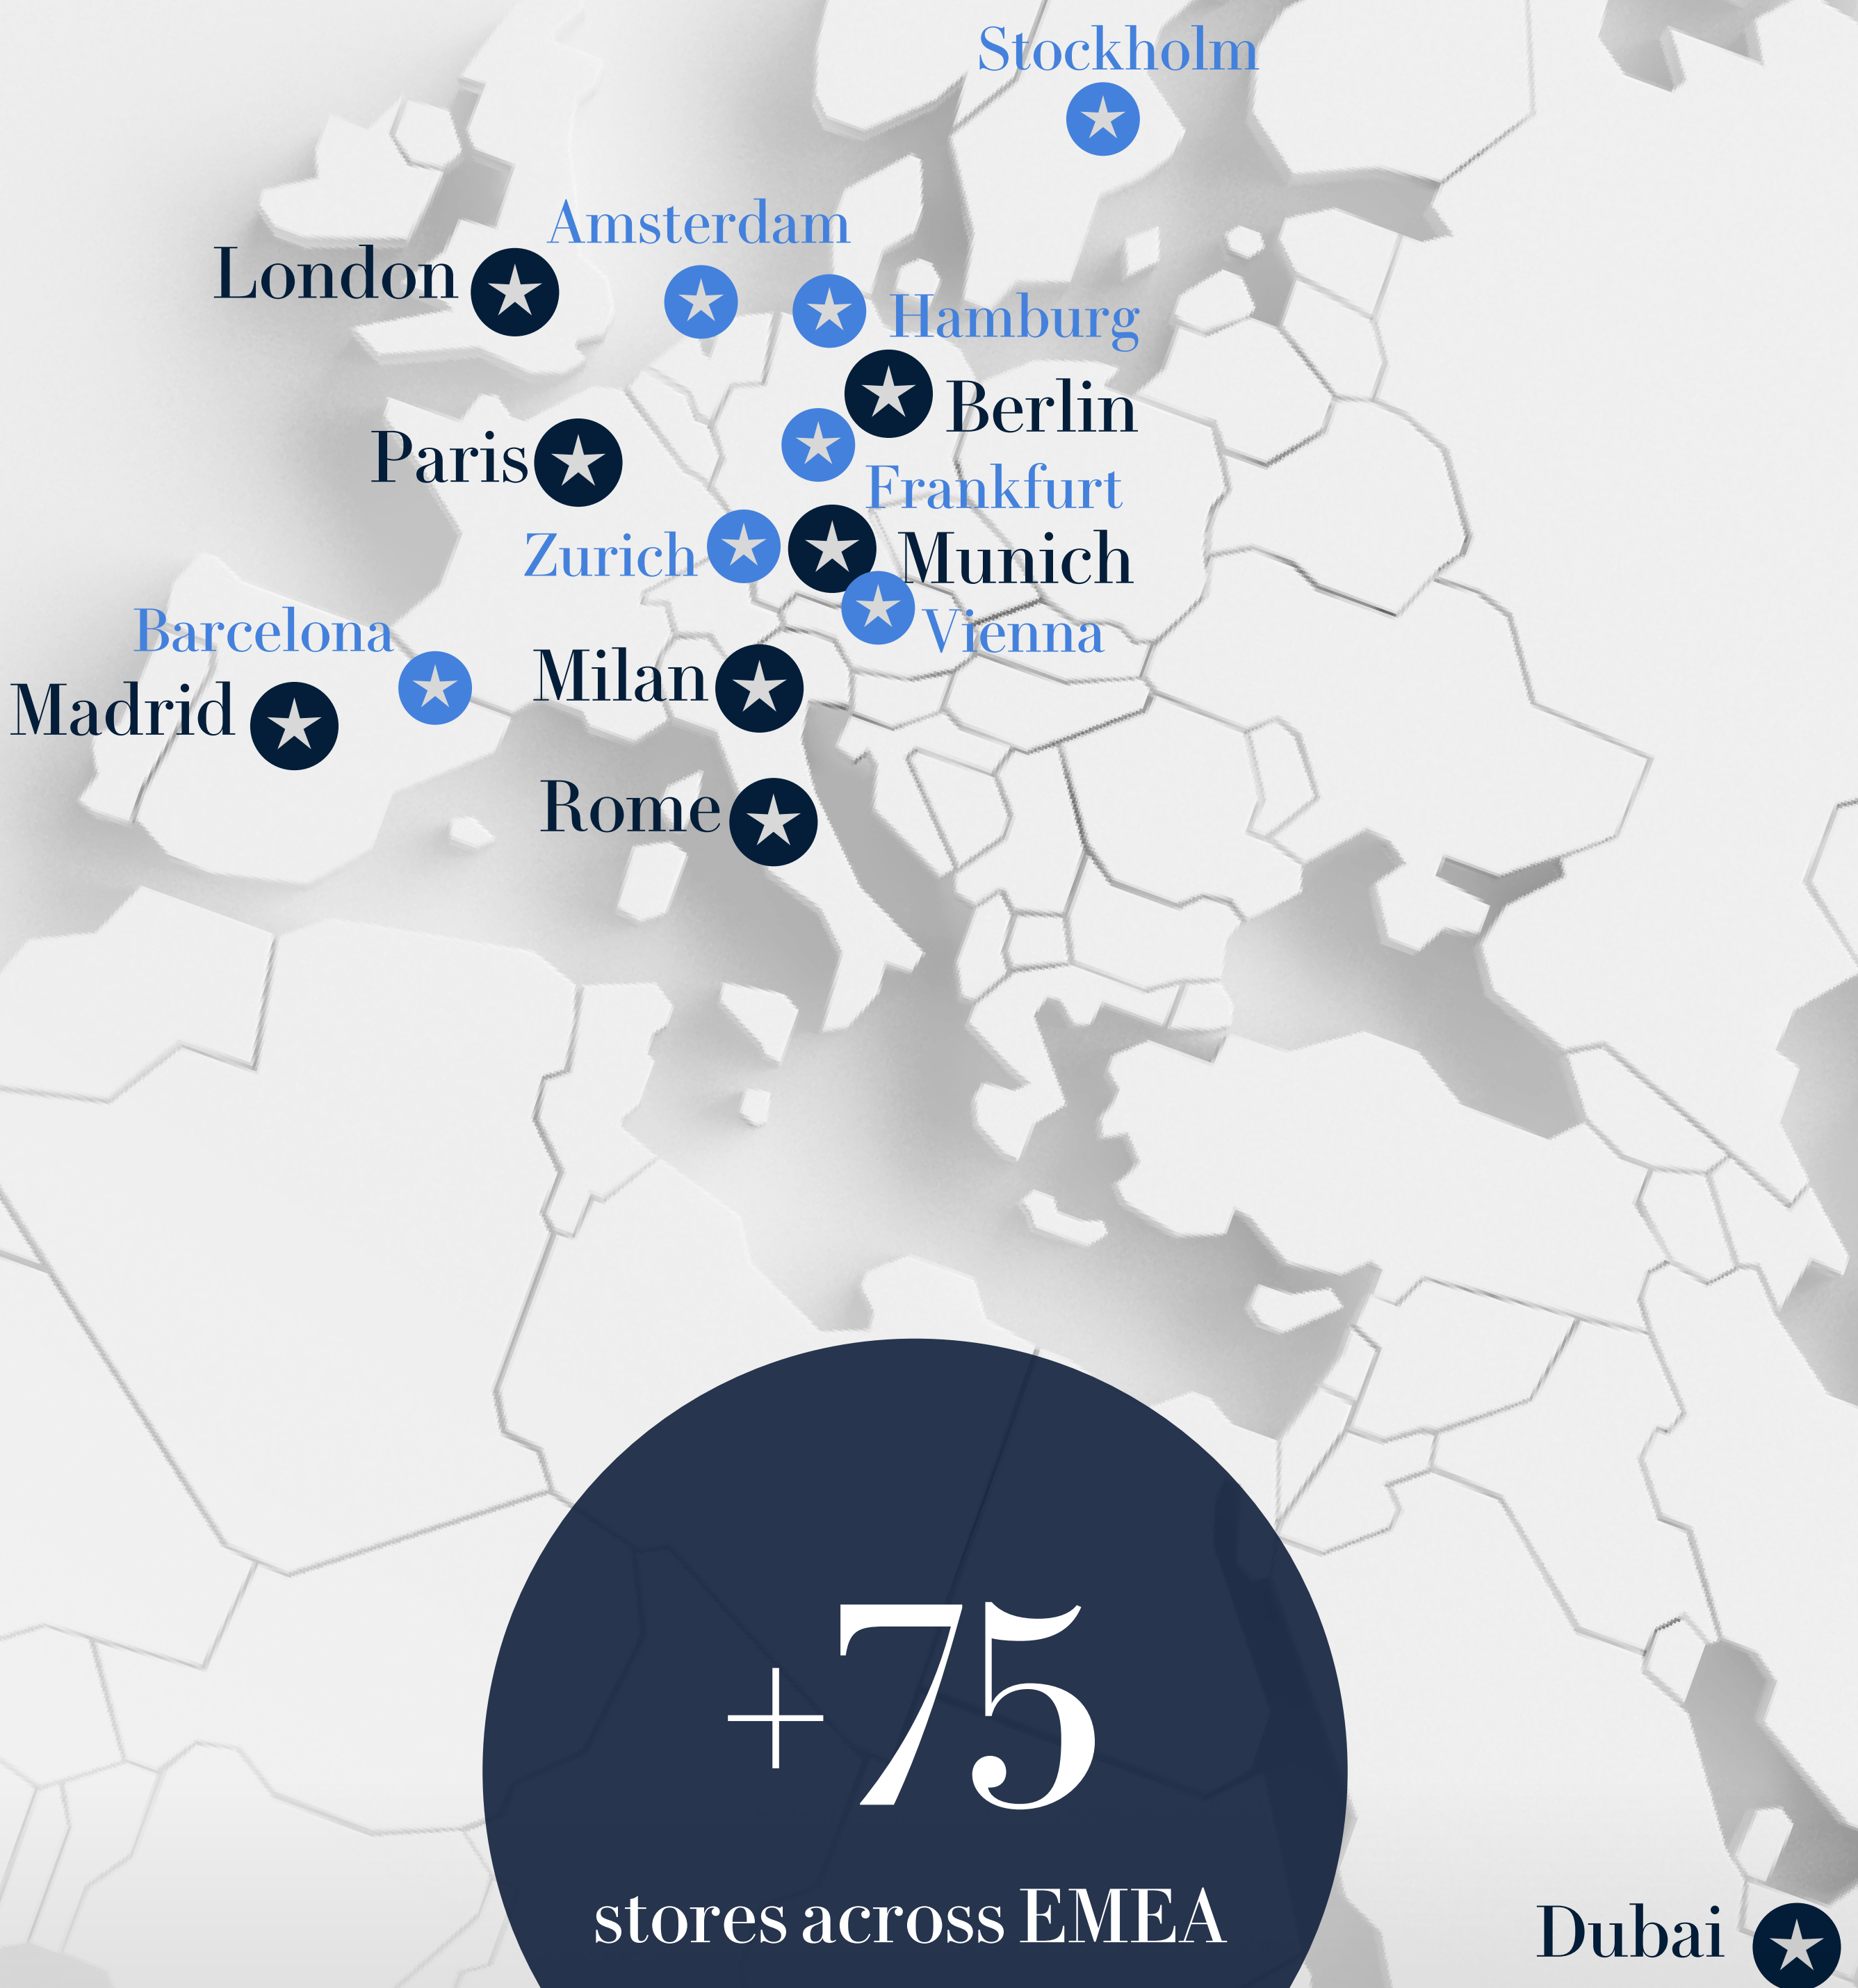 Stockholm
Amsterdam
London
Hamburg
Berlin
Paris
Frankfurt
Zurich
Munich
Barcelona
Vienna
Milan
Madrid
Rome
+75
stores across EMEA
Dubai